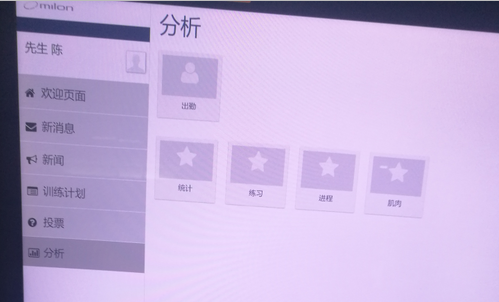 milon
分析
先生 陈
欢迎页面
新消息
新闻
训练计划
投票
分析
出勤
统计
练习
进程
肌肉